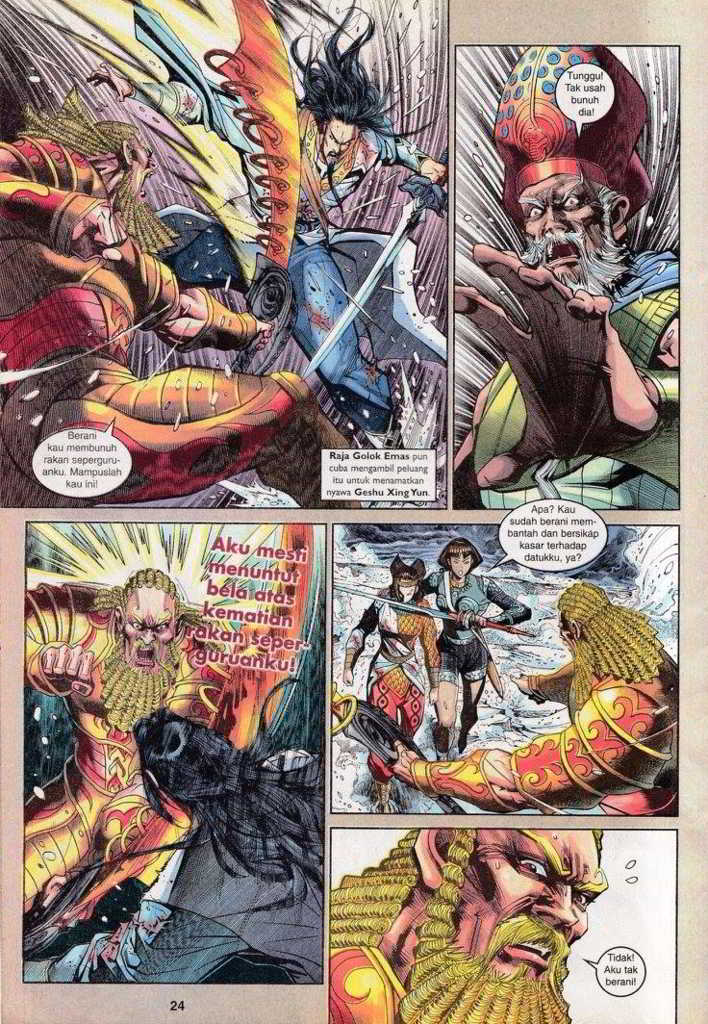 Berani
kau membunuh
rakan seperguru-
anku. Mampuslah
kau ini!
Raja Golok Emas pun
cuba mengambil peluang
itu untuk menamatkan
nyawa Geshu Xing Yun.
Tunggu!
Tak usah
bunuh
dia!
Aku mesti
menuntut
bela atas
kematian
rakan seper-
guruanku!
Apa? Kau
sudah berani mem-
bantah dan bersikap
kasar terhadap
datukku, ya?
Tidak!
Aku tak
berani!
24